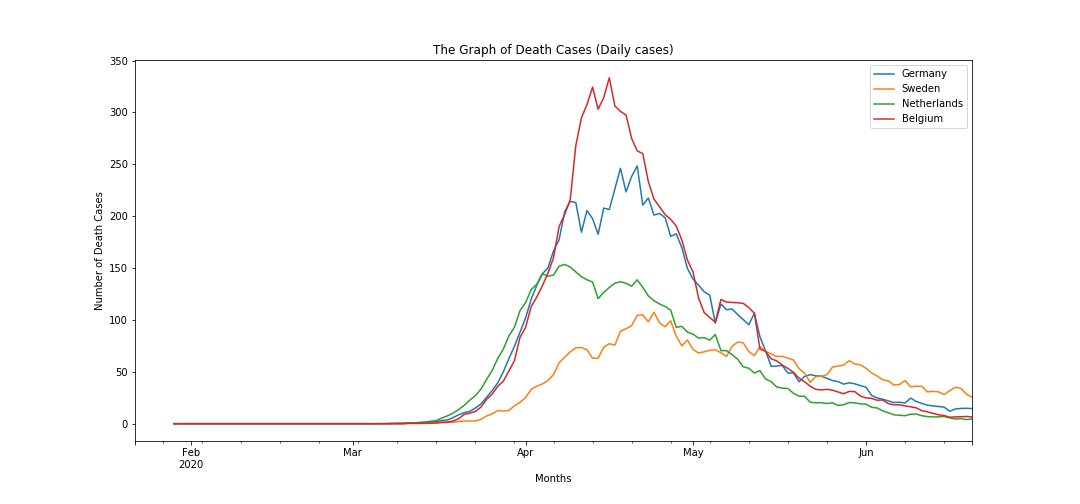 The Graph of Death Cases (Daily cases)
350
300
250
200
150
100
50
0
Number of Death Cases
Germany
Sweden
Netherlands
Belgium
Feb Mar Apr May Jun
2020
Months